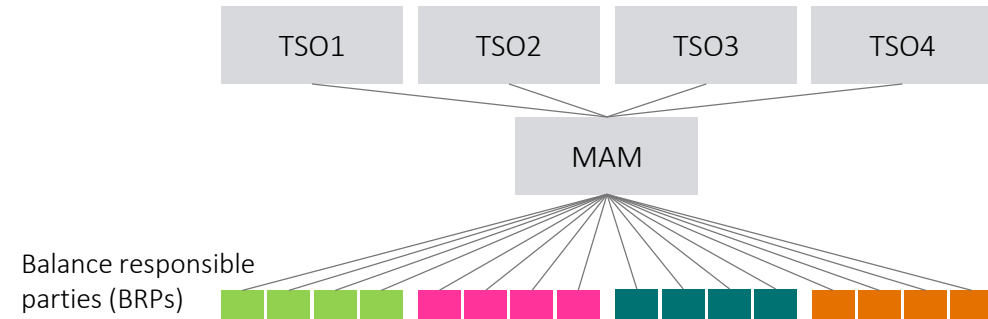 TSO1
TSO2
TSO3
TSO4
MAM
Balance responsible
parties (BRPs)